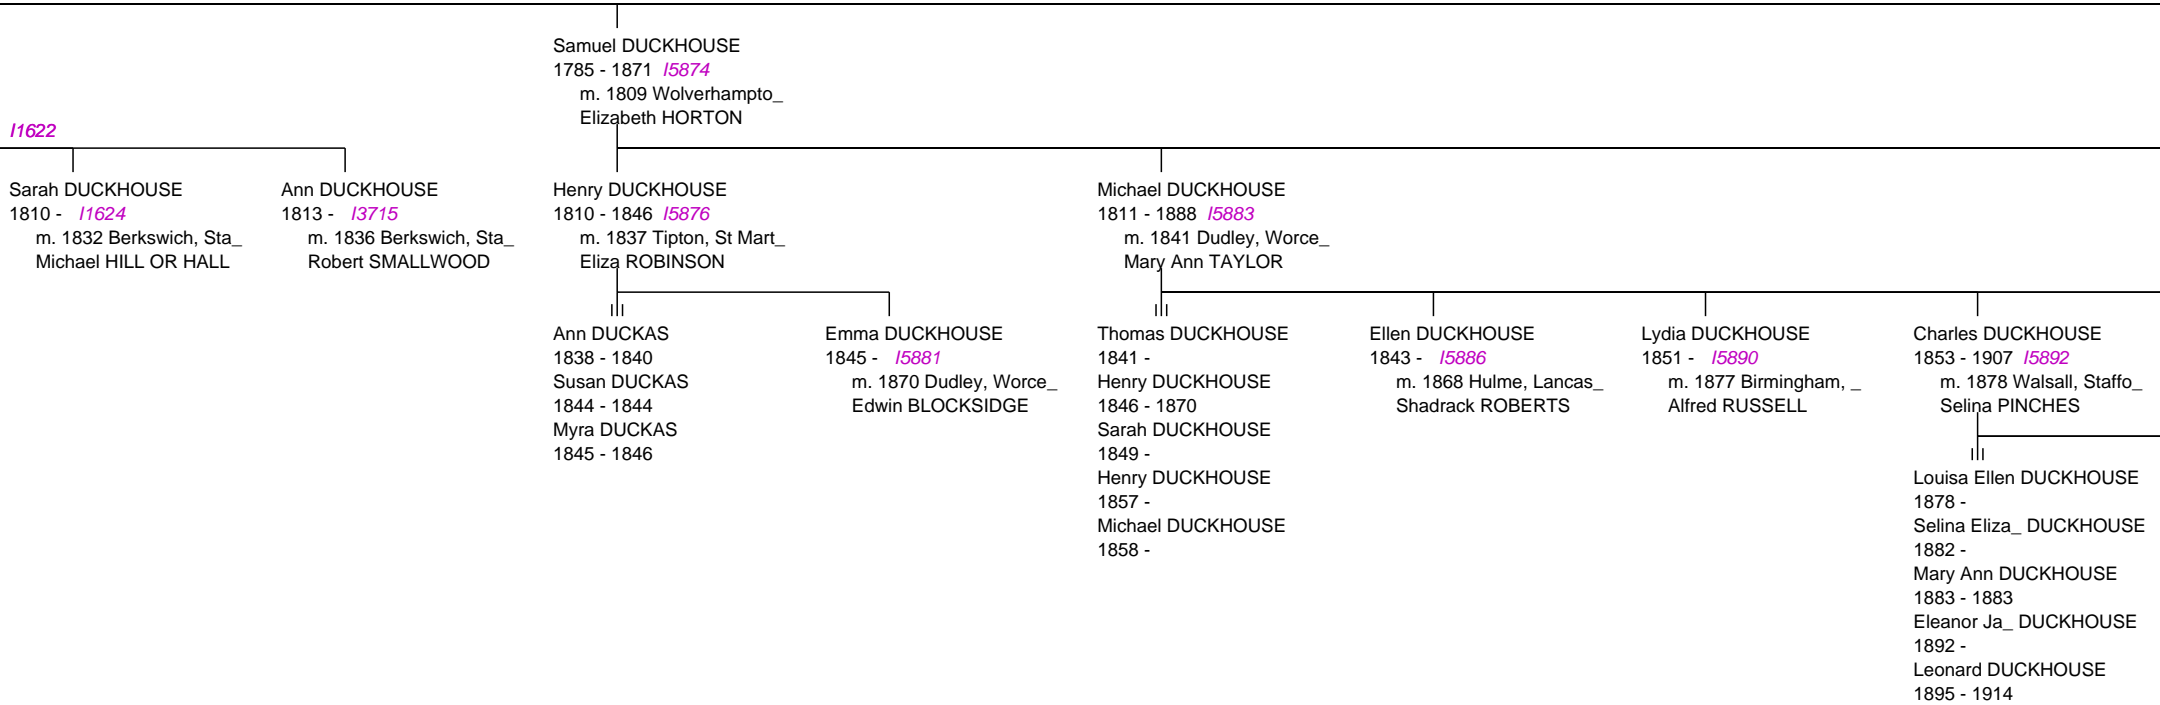 Samuel DUCKHOUSE
1785 - 1871 I5874
m. 1809 Wolverhampto_
Elizabeth HORTON
I1622
Sarah DUCKHOUSE
1810 - I1624
m. 1832 Berkswich, Sta_
Michael HILL OR HALL
Ann DUCKHOUSE
1813 - I3715
m. 1836 Berkswich, Sta_
Robert SMALLWOOD
Henry DUCKHOUSE
1810 - 1846 I5876
m. 1837 Tipton, St Mart_
Eliza ROBINSON
Michael DUCKHOUSE
1811 - 1888 I5883
m. 1841 Dudley, Worce_
Mary Ann TAYLOR
Ann DUCKAS
1838 - 1840
Susan DUCKAS
1844 - 1844
Myra DUCKAS
1845 - 1846
Emma DUCKHOUSE
1845 - I5881
m. 1870 Dudley, Worce_
Edwin BLOCKSIDGE
Thomas DUCKHOUSE
1841 -
Henry DUCKHOUSE
1846 - 1870
Sarah DUCKHOUSE
1849 -
Henry DUCKHOUSE
1857 -
Michael DUCKHOUSE
1858 -
Ellen DUCKHOUSE
1843 - I5886
m. 1868 Hulme, Lancas_
Shadrack ROBERTS
Lydia DUCKHOUSE
1851 - I5890
m. 1877 Birmingham, _
Alfred RUSSELL
Charles DUCKHOUSE
1853 - 1907 I5892
m. 1878 Walsall, Staffo_
Selina PINCHES
Louisa Ellen DUCKHOUSE
1878 -
Selina Eliza_ DUCKHOUSE
1882 -
Mary Ann DUCKHOUSE
1883 - 1883
Eleanor Ja_ DUCKHOUSE
1892 -
Leonard DUCKHOUSE
1895 - 1914